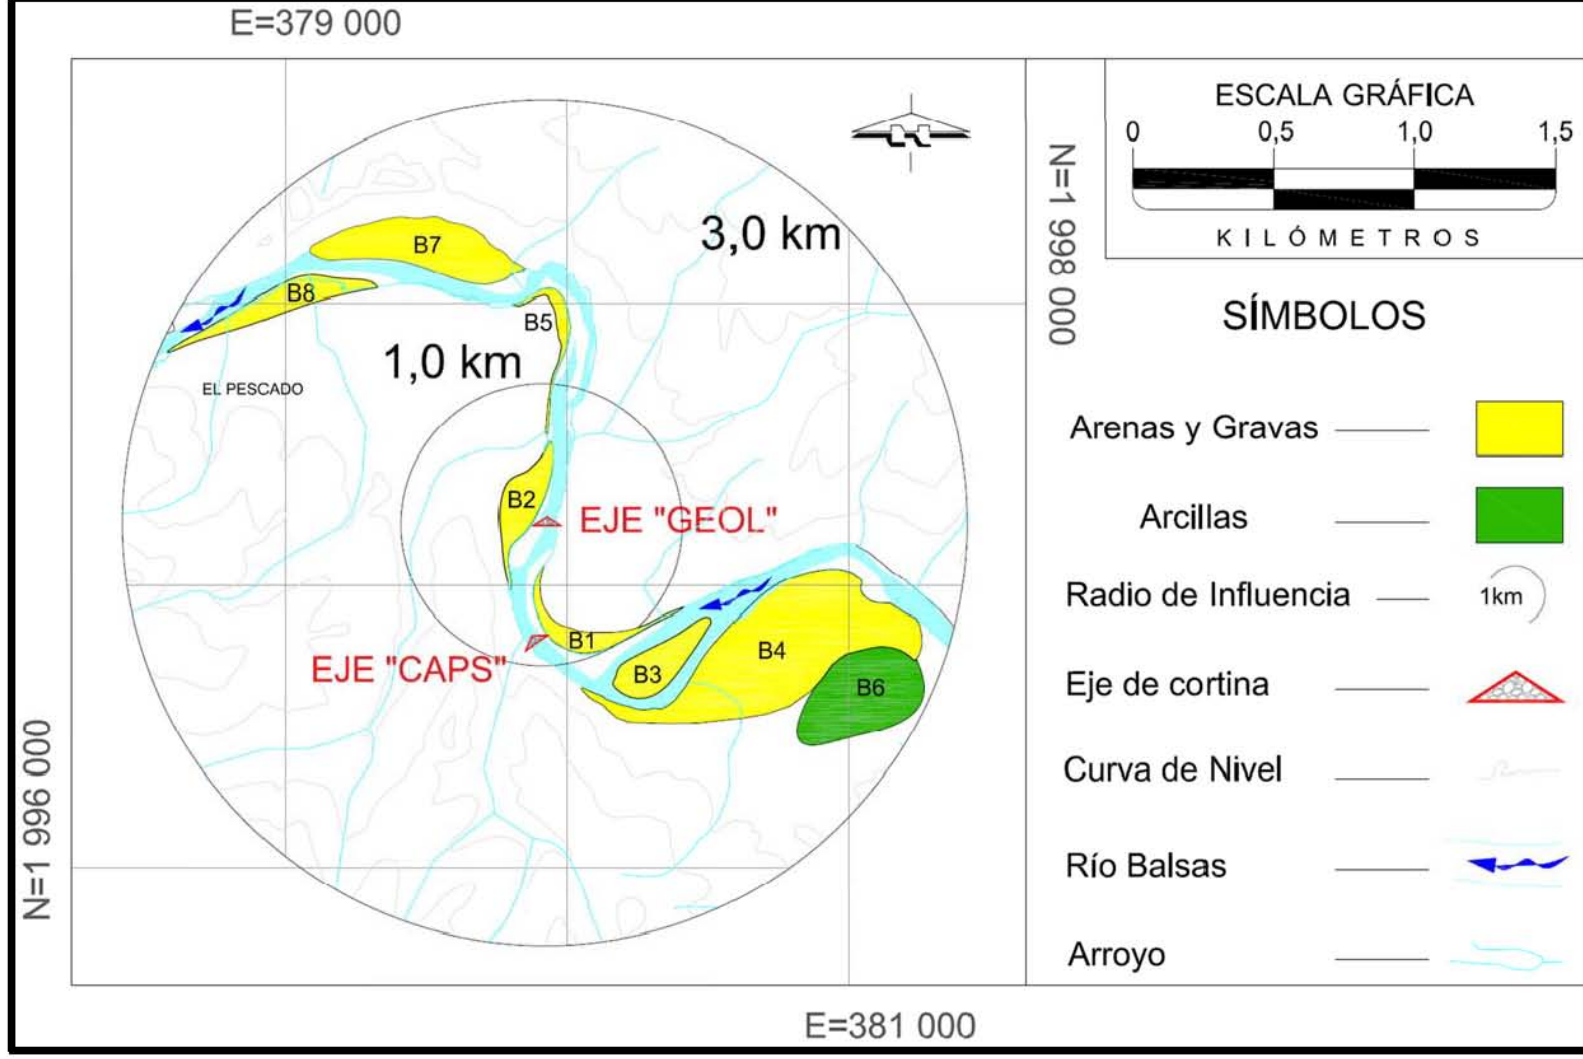 E=379 000
ESCALA GRÁFICA
0 0,5 1,0 1,5
KILÓMETROS
N=1 998 000
3,0 km
B7
B8
B5
1,0 km
EL PESCADO
B2
EJE "GEOL"
B1
EJE "CAPS"
B3
B4
B6
N=1 996 000
E=381 000
SÍMBOLOS
Arenas y Gravas
Arcillas
Radio de Influencia
1km
Eje de cortina
Curva de Nivel
Río Balsas
Arroyo